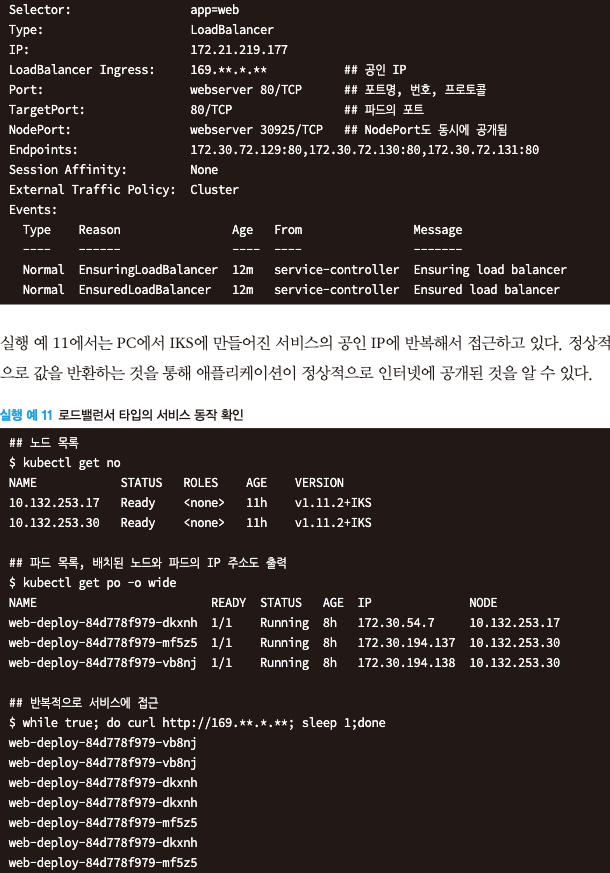 Selector:                 app=web
Type:                     LoadBalancer
IP:                       172.21.219.177
LoadBalancer Ingress:     169.**.*.**           ## 공인 IP
Port:                     webserver 80/TCP      ## 포트명, 번호, 프로토콜
TargetPort:               80/TCP                ## 파드의 포트
NodePort:                 webserver 30925/TCP   ## NodePort도 동시에 공개됨
Endpoints:                172.30.72.129:80,172.30.72.130:80,172.30.72.131:80
Session Affinity:         None
External Traffic Policy:  Cluster
Events:
  Type    Reason                Age   From                Message
  ----    ------                ----  ----                -------
  Normal  EnsuringLoadBalancer  12m   service-controller  Ensuring load balancer
  Normal  EnsuredLoadBalancer   12m   service-controller  Ensured load balancer
실행 예 11에서는 PC에서 IKS에 만들어진 서비스의 공인 IP에 반복해서 접근하고 있다. 정상적
으로 값을 반환하는 것을 통해 애플리케이션이 정상적으로 인터넷에 공개된 것을 알 수 있다.
실행 예 11 로드밸런서 타입의 서비스 동작 확인
## 노드 목록
$ kubectl get no
NAME            STATUS   ROLES    AGE    VERSION
10.132.253.17   Ready    <none>   11h    v1.11.2+IKS
10.132.253.30   Ready    <none>   11h    v1.11.2+IKS
## 파드 목록, 배치된 노드와 파드의 IP 주소도 출력
$ kubectl get po -o wide
NAME                         READY  STATUS   AGE  IP              NODE
web-deploy-84d778f979-dkxnh  1/1    Running  8h   172.30.54.7     10.132.253.17
web-deploy-84d778f979-mf5z5  1/1    Running  8h   172.30.194.137  10.132.253.30
web-deploy-84d778f979-vb8nj  1/1    Running  8h   172.30.194.138  10.132.253.30
## 반복적으로 서비스에 접근
$ while true; do curl http://169.**.*.**; sleep 1;done
web-deploy-84d778f979-vb8nj
web-deploy-84d778f979-vb8nj
web-deploy-84d778f979-dkxnh
web-deploy-84d778f979-dkxnh
web-deploy-84d778f979-mf5z5
web-deploy-84d778f979-dkxnh
web-deploy-84d778f979-mf5z5